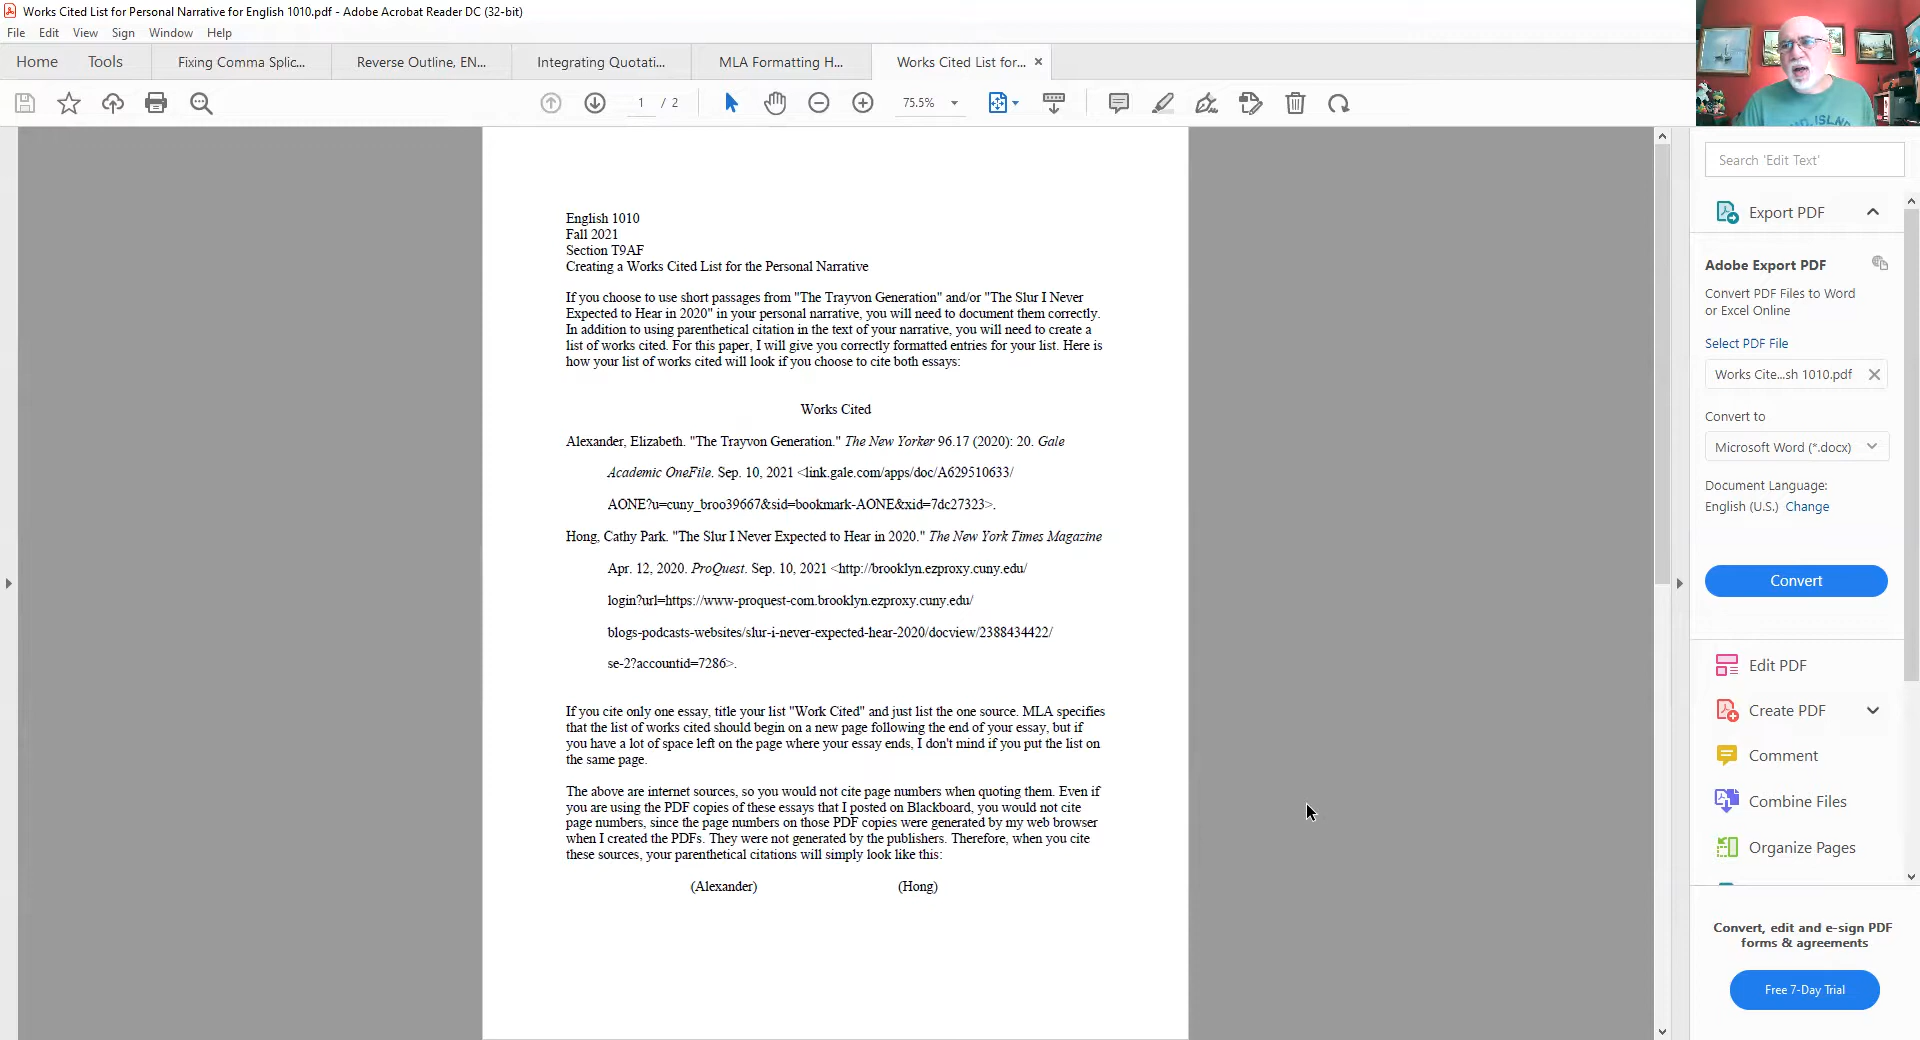 Works Cited List for Personal Narrative for English 1010.pdf - Adobe Acrobat Reader DC (32-bit)
File Edit View Sign Window Help
Home Tools Fixing Comma Splic... Reverse Outline, EN... Integrating Quotati... MLA Formatting H... Works Cited List for... ×
1 / 2 75.5%
English 1010
Fall 2021
Section T9AF
Creating a Works Cited List for the Personal Narrative
If you choose to use short passages from "The Trayvon Generation" and/or "The Slur I Never
Expected to Hear in 2020" in your personal narrative, you will need to document them correctly.
In addition to using parenthetical citation in the text of your narrative, you will need to create a
list of works cited. For this paper, I will give you correctly formatted entries for your list. Here is
how your list of works cited will look if you choose to cite both essays:
Works Cited
Alexander, Elizabeth. "The Trayvon Generation." The New Yorker 96.17 (2020): 20. Gale
Academic OneFile. Sep. 10, 2021 <link.gale.com/apps/doc/A629510633/
AONE?u=cuny_broo39667&sid=bookmark-AONE&xid=7dc27323>.
Hong, Cathy Park. "The Slur I Never Expected to Hear in 2020." The New York Times Magazine
Apr. 12, 2020. ProQuest. Sep. 10, 2021 <http://brooklyn.ezproxy.cuny.edu/
login?url=https://www-proquest-com.brooklyn.ezproxy.cuny.edu/
blogs-podcasts-websites/slur-i-never-expected-hear-2020/docview/2388434422/
se-2?accountid=7286>.
If you cite only one essay, title your list "Work Cited" and just list the one source. MLA specifies
that the list of works cited should begin on a new page following the end of your essay, but if
you have a lot of space left on the page where your essay ends, I don't mind if you put the list on
the same page.
The above are internet sources, so you would not cite page numbers when quoting them. Even if
you are using the PDF copies of these essays that I posted on Blackboard, you would not cite
page numbers, since the page numbers on those PDF copies were generated by my web browser
when I created the PDFs. They were not generated by the publishers. Therefore, when you cite
these sources, your parenthetical citations will simply look like this:
(Alexander) (Hong)
Search 'Edit Text'
Export PDF
Adobe Export PDF
Convert PDF Files to Word
or Excel Online
Select PDF File
Works Cite...sh 1010.pdf
Convert to
Microsoft Word (*.docx)
Document Language:
English (U.S.) Change
Convert
Edit PDF
Create PDF
Comment
Combine Files
Organize Pages
Convert, edit and e-sign PDF
forms & agreements
Free 7-Day Trial